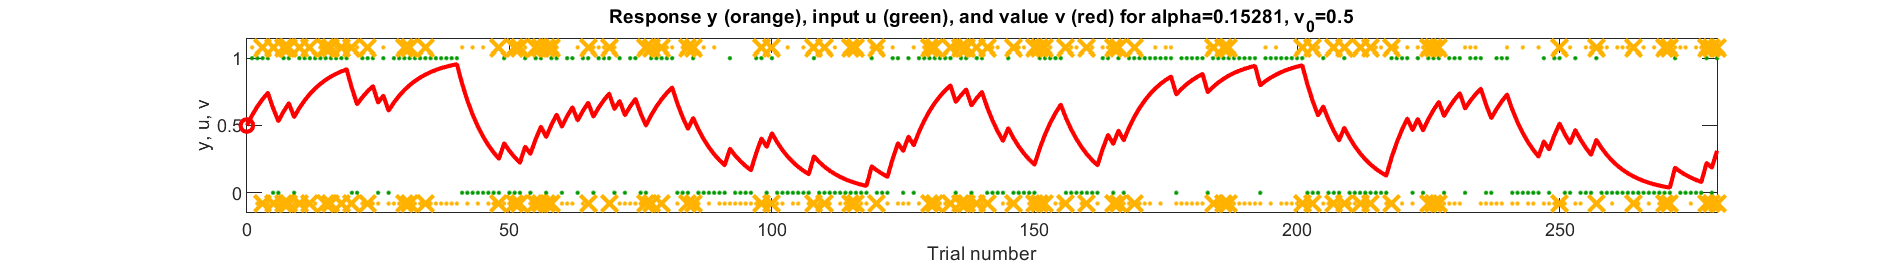 Response y (orange), input u (green), and value v (red) for alpha=0.15281, v0=0.5
y, u, v
1
0.5
0
0 50 100 150 200 250
Trial number